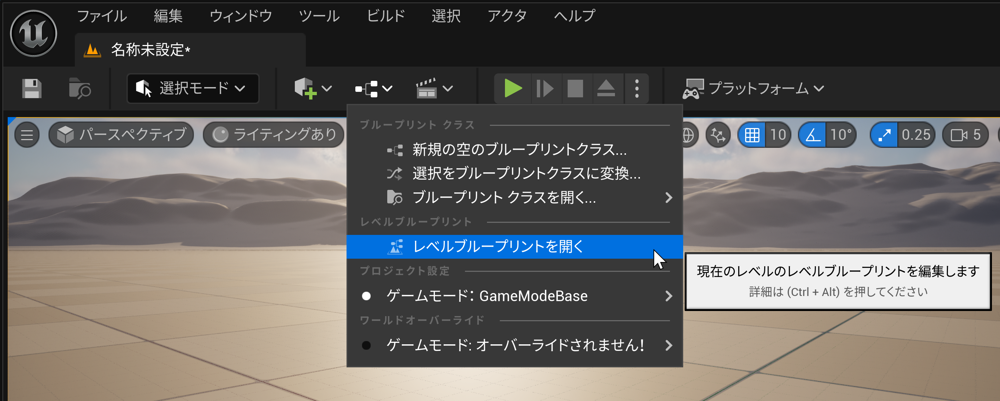 ファイル 編集 ウィンドウ ツール ビルド 選択 アクタ ヘルプ
名称未設定*
選択モード
プラットフォーム
パースペクティブ ライティングあり
10 10° 0.25 5
ブループリント クラス
新規の空のブループリントクラス...
選択をブループリントクラスに変換...
ブループリント クラスを開く...
レベルブループリント
レベルブループリントを開く
現在のレベルのレベルブループリントを編集します
詳細は (Ctrl + Alt) を押してください
プロジェクト設定
ゲームモード：GameModeBase
ワールドオーバーライド
ゲームモード: オーバーライドされません!